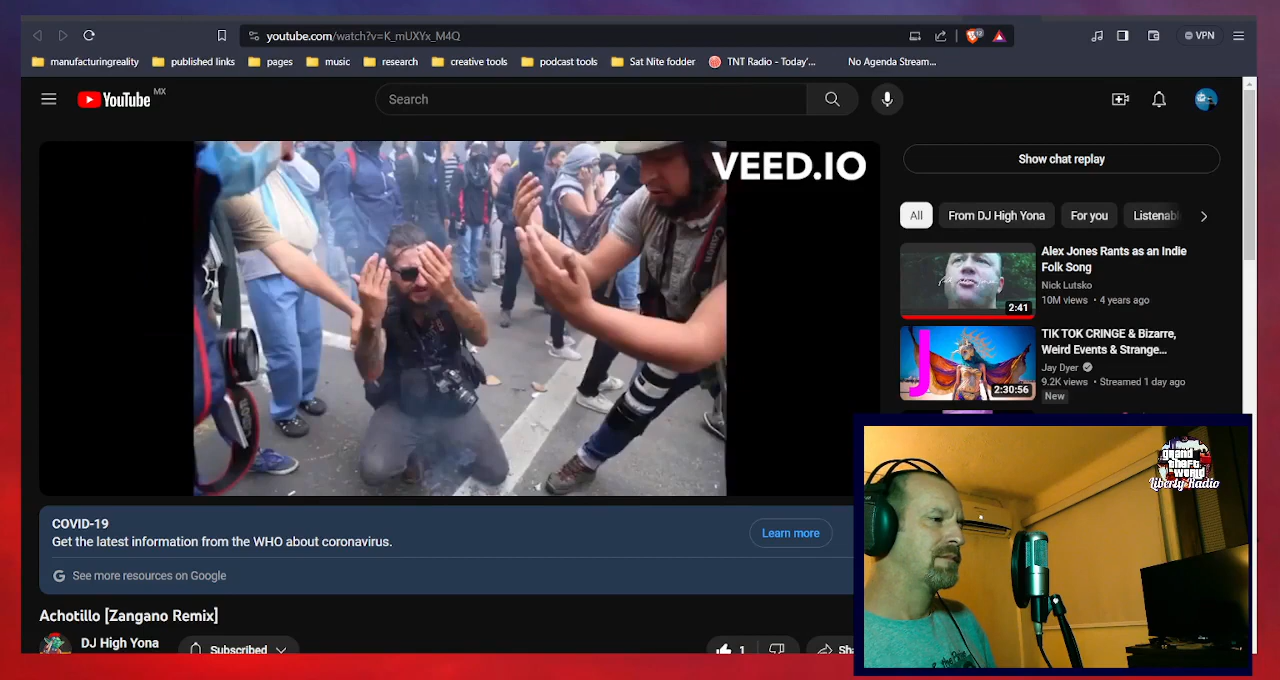 youtube.com/watch?v=K_mUXYx_M4Q
VPN
manufacturingreality
published links
pages
music
research
creative tools
podcast tools
Sat Nite fodder
TNT Radio - Today'...
No Agenda Stream...
YouTube MX
Search
VEED.IO
Show chat replay
All
From DJ High Yona
For you
Listenabl
Alex Jones Rants as an Indie
Folk Song
Nick Lutsko
10M views • 4 years ago
2:41
TIK TOK CRINGE & Bizarre,
Weird Events & Strange...
Jay Dyer
9.2K views • Streamed 1 day ago
New
2:30:56
grand
theft
world
Liberty Radio
COVID-19
Get the latest information from the WHO about coronavirus.
Learn more
See more resources on Google
Achotillo [Zangano Remix]
DJ High Yona
Subscribed
1
Sha